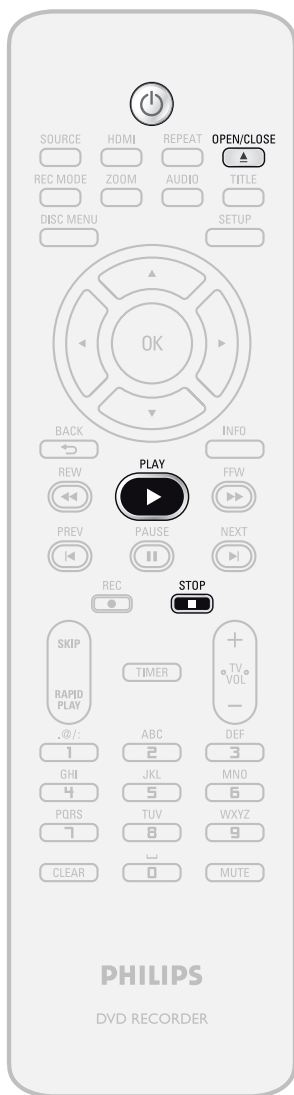 SOURCE HDMI REPEAT OPEN/CLOSE
REC MODE ZOOM AUDIO TITLE
DISC MENU SETUP
OK
BACK INFO
REW PLAY FFW
PREV PAUSE NEXT
REC STOP
SKIP
RAPID
PLAY
TIMER
+
TV
VOL
–
.@/: ABC DEF
1 2 3
GHI JKL MNO
4 5 6
PQRS TUV WXYZ
7 8 9
CLEAR 0 MUTE
PHILIPS
DVD RECORDER